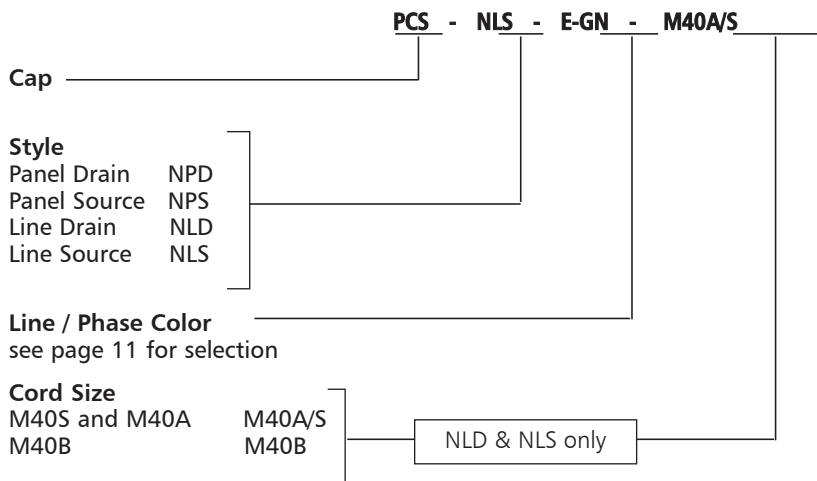 PCS - NLS - E-GN - M40A/S
Cap
Style
Panel Drain NPD
Panel Source NPS
Line Drain NLD
Line Source NLS
Line / Phase Color
see page 11 for selection
Cord Size
M40S and M40A M40A/S
M40B M40B
NLD & NLS only